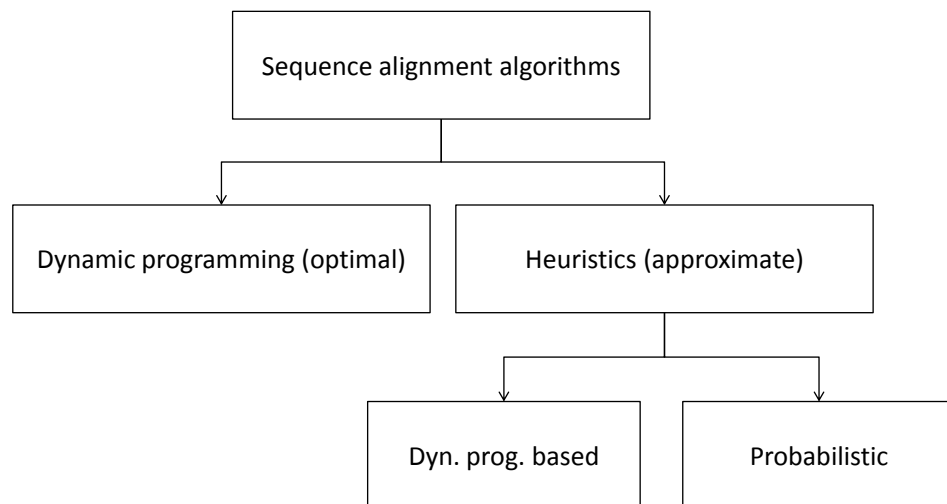 Sequence alignment algorithms
Dynamic programming (optimal)
Heuristics (approximate)
Dyn. prog. based
Probabilistic